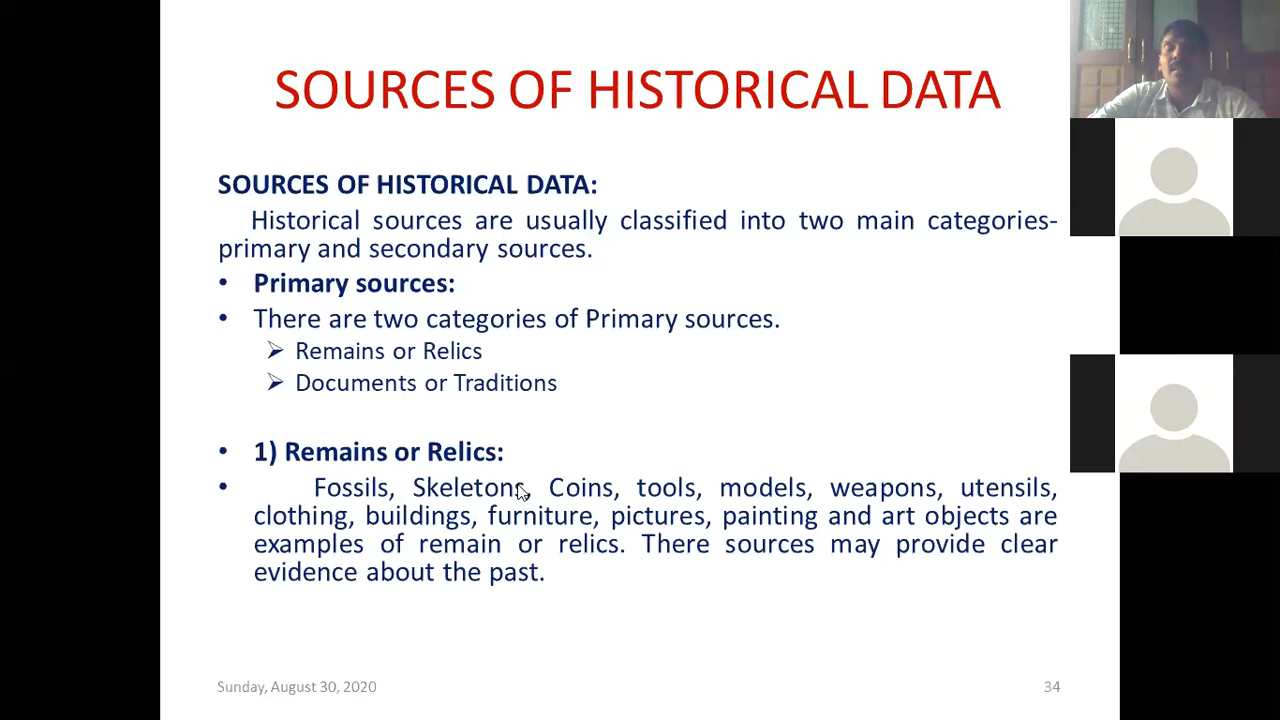 SOURCES OF HISTORICAL DATA
SOURCES OF HISTORICAL DATA:
Historical sources are usually classified into two main categories-
primary and secondary sources.
• Primary sources:
• There are two categories of Primary sources.
➢ Remains or Relics
➢ Documents or Traditions
• 1) Remains or Relics:
• Fossils, Skeletons, Coins, tools, models, weapons, utensils,
clothing, buildings, furniture, pictures, painting and art objects are
examples of remain or relics. There sources may provide clear
evidence about the past.
Sunday, August 30, 2020
34